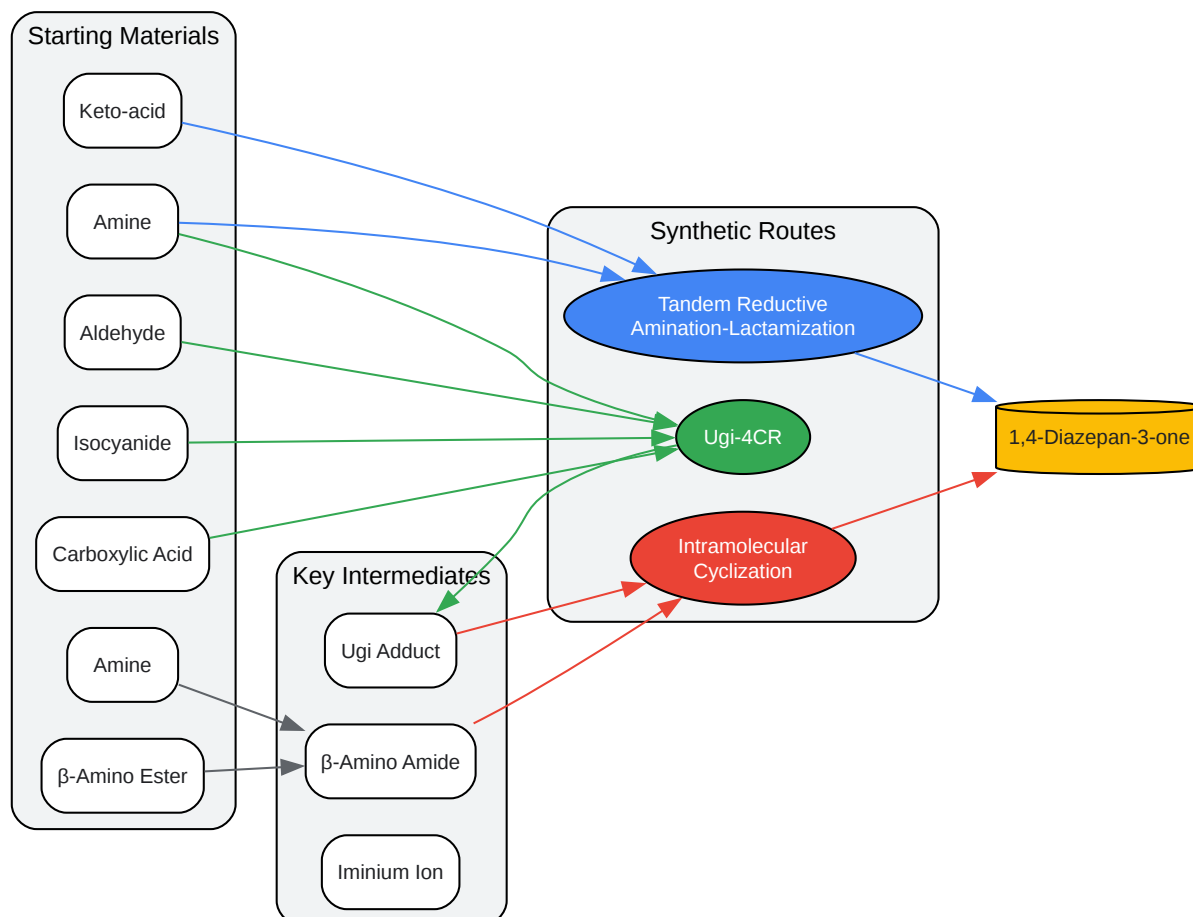 Starting Materials
Keto-acid
Amine
Aldehyde
Isocyanide
Carboxylic Acid
Amine
β-Amino Ester
Key Intermediates
Ugi Adduct
β-Amino Amide
Iminium Ion
Synthetic Routes
Tandem Reductive
Amination-Lactamization
Ugi-4CR
Intramolecular
Cyclization
1,4-Diazepan-3-one